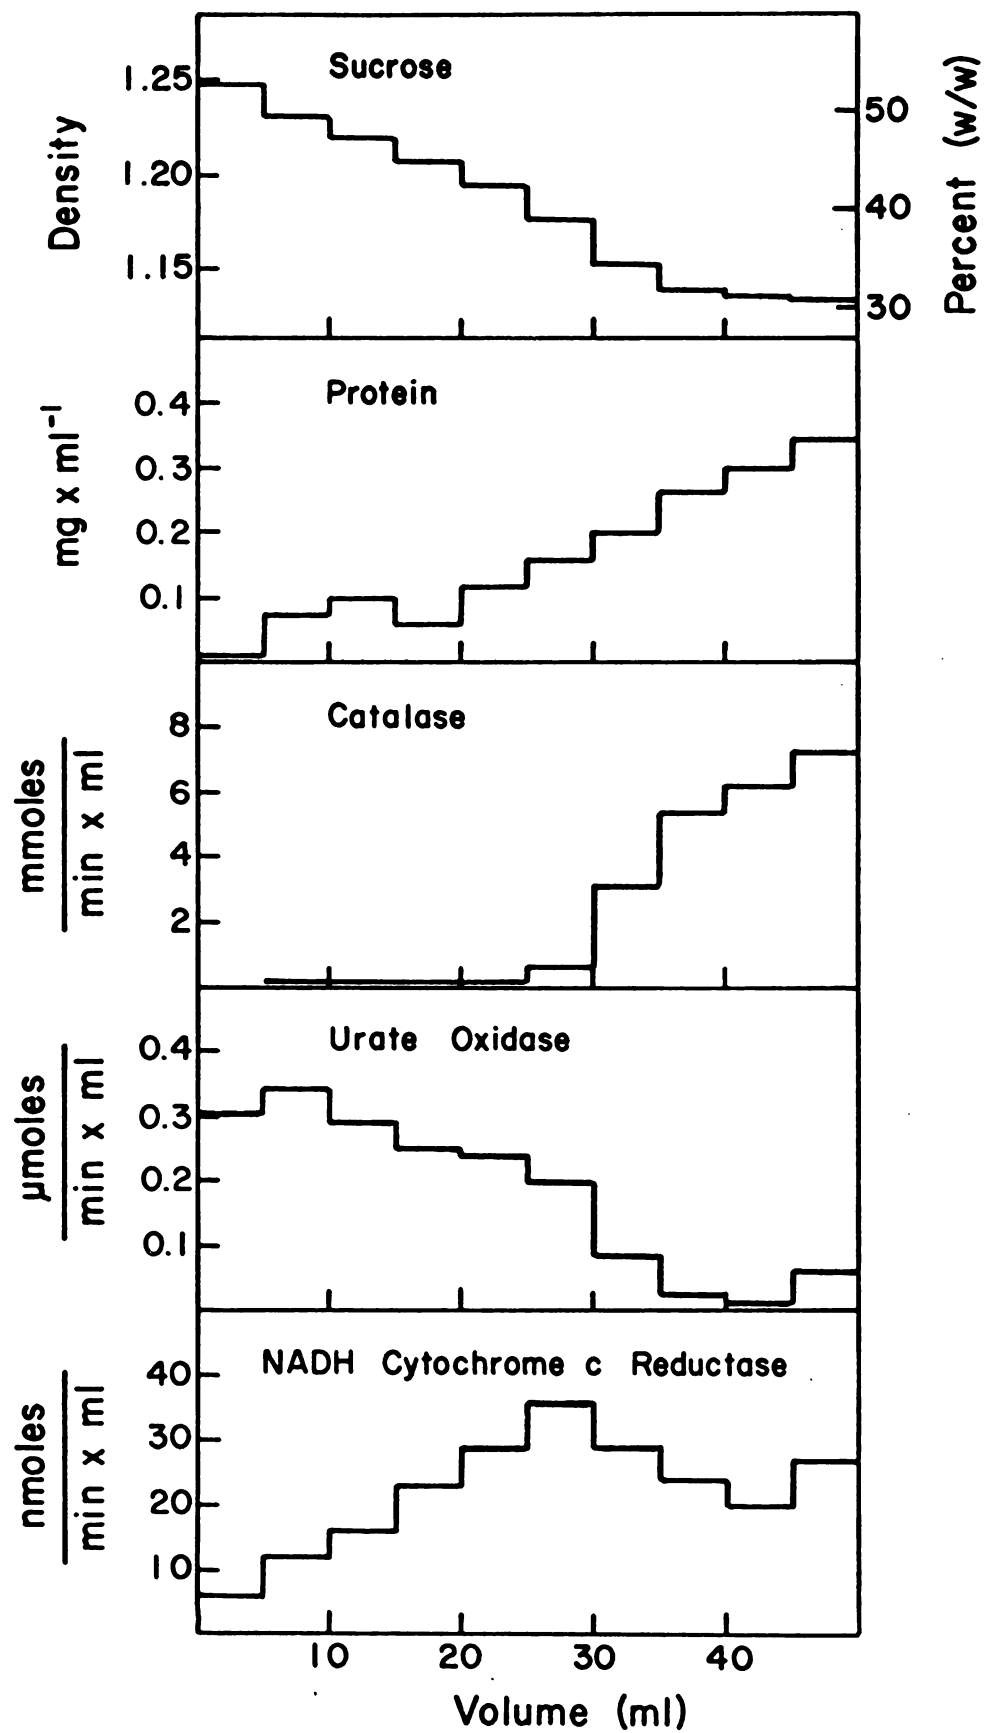 Sucrose
Density
1.25
1.20
1.15
50
40
30
Percent (w/w)
Protein
mg x ml⁻¹
0.4
0.3
0.2
0.1
Catalase
mmoles
min x ml
8
6
4
2
Urate Oxidase
µmoles
min x ml
0.4
0.3
0.2
0.1
NADH Cytochrome c Reductase
nmoles
min x ml
40
30
20
10
10 20 30 40
Volume (ml)